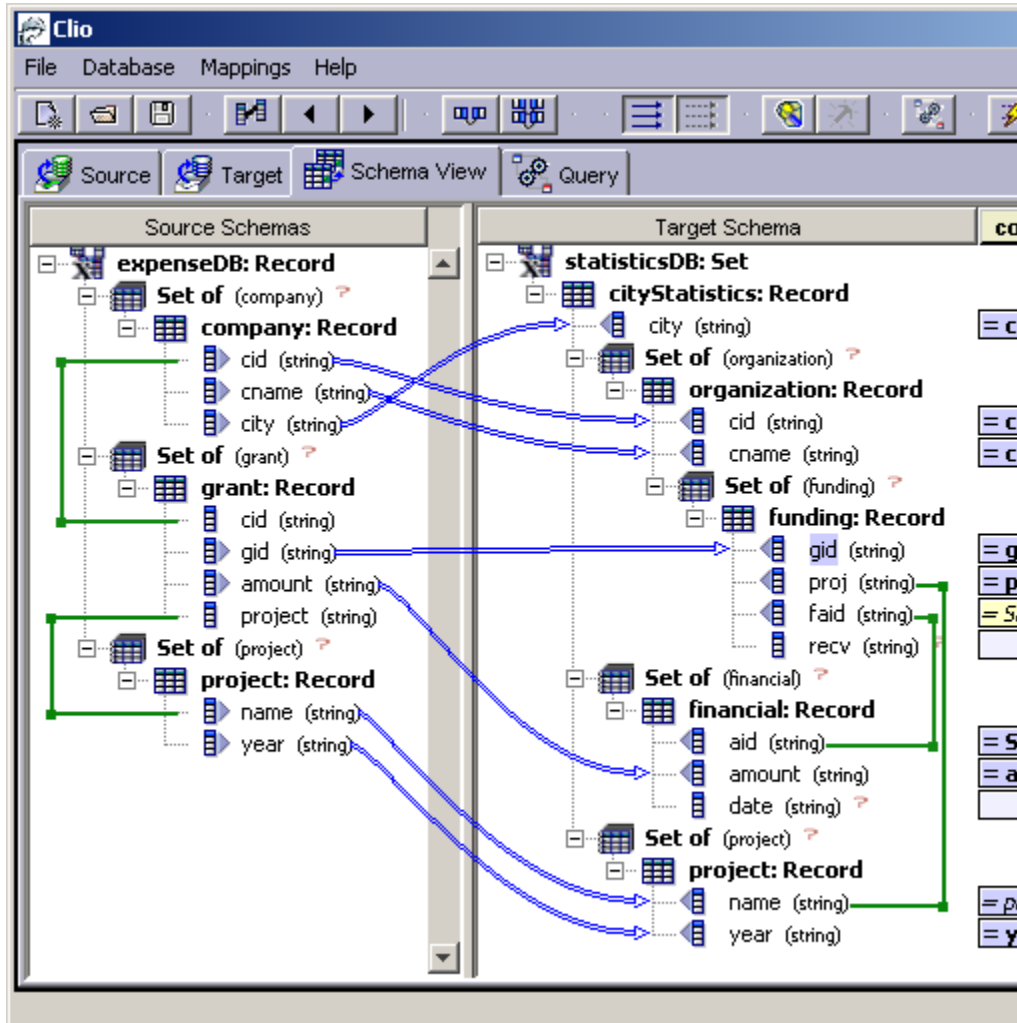 Clio
File Database Mappings Help
Source Target Schema View Query
Source Schemas
expenseDB: Record
Set of (company) ?
company: Record
cid (string)
cname (string)
city (string)
Set of (grant) ?
grant: Record
cid (string)
gid (string)
amount (string)
project (string)
Set of (project) ?
project: Record
name (string)
year (string)
Target Schema
statisticsDB: Set
cityStatistics: Record
city (string)
Set of (organization) ?
organization: Record
cid (string)
cname (string)
Set of (funding) ?
funding: Record
gid (string)
proj (string)
faid (string)
recv (string) ?
Set of (financial) ?
financial: Record
aid (string)
amount (string)
date (string) ?
Set of (project) ?
project: Record
name (string)
year (string)
co
= c
= c
= c
= g
= p
= S
= a
= y